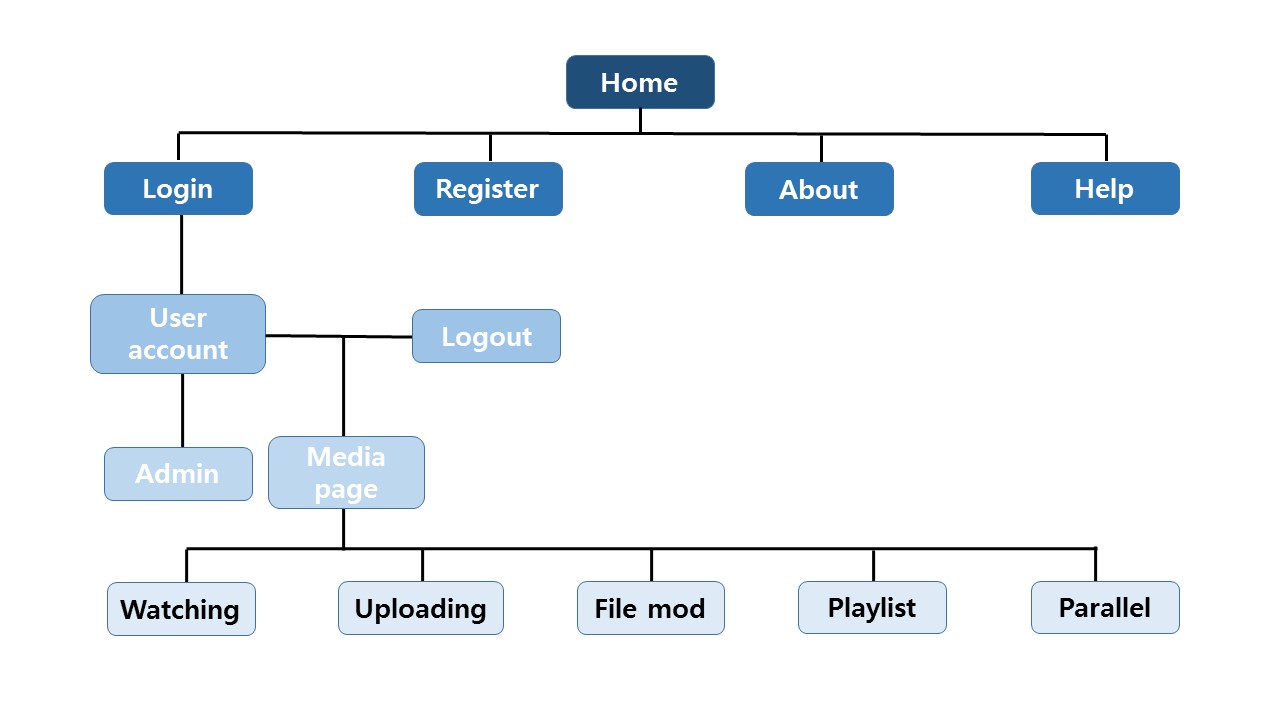 Home
Login
Register
About
Help
User
account
Logout
Admin
Media
page
Watching
Uploading
File mod
Playlist
Parallel